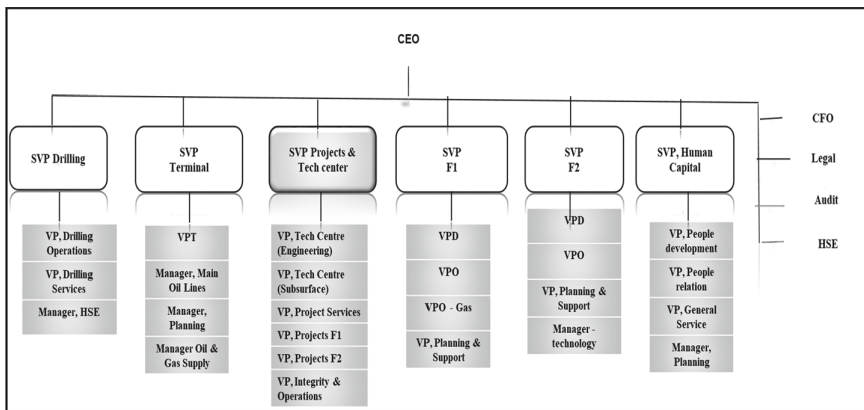 CEO
CFO
Legal
Audit
HSE
SVP Drilling
VP, Drilling
Operations
VP, Drilling
Services
Manager, HSE
SVP
Terminal
VPT
Manager, Main
Oil Lines
Manager,
Planning
Manager Oil &
Gas Supply
SVP Projects &
Tech center
VP, Tech Centre
(Engineering)
VP, Tech Centre
(Subsurface)
VP, Project Services
VP, Projects F1
VP, Projects F2
VP, Integrity &
Operations
SVP
F1
VPD
VPO
VPO - Gas
VP, Planning &
Support
SVP
F2
VPD
VPO
VP, Planning &
Support
Manager -
technology
SVP, Human
Capital
VP, People
development
VP, People
relation
VP, General
Service
Manager,
Planning